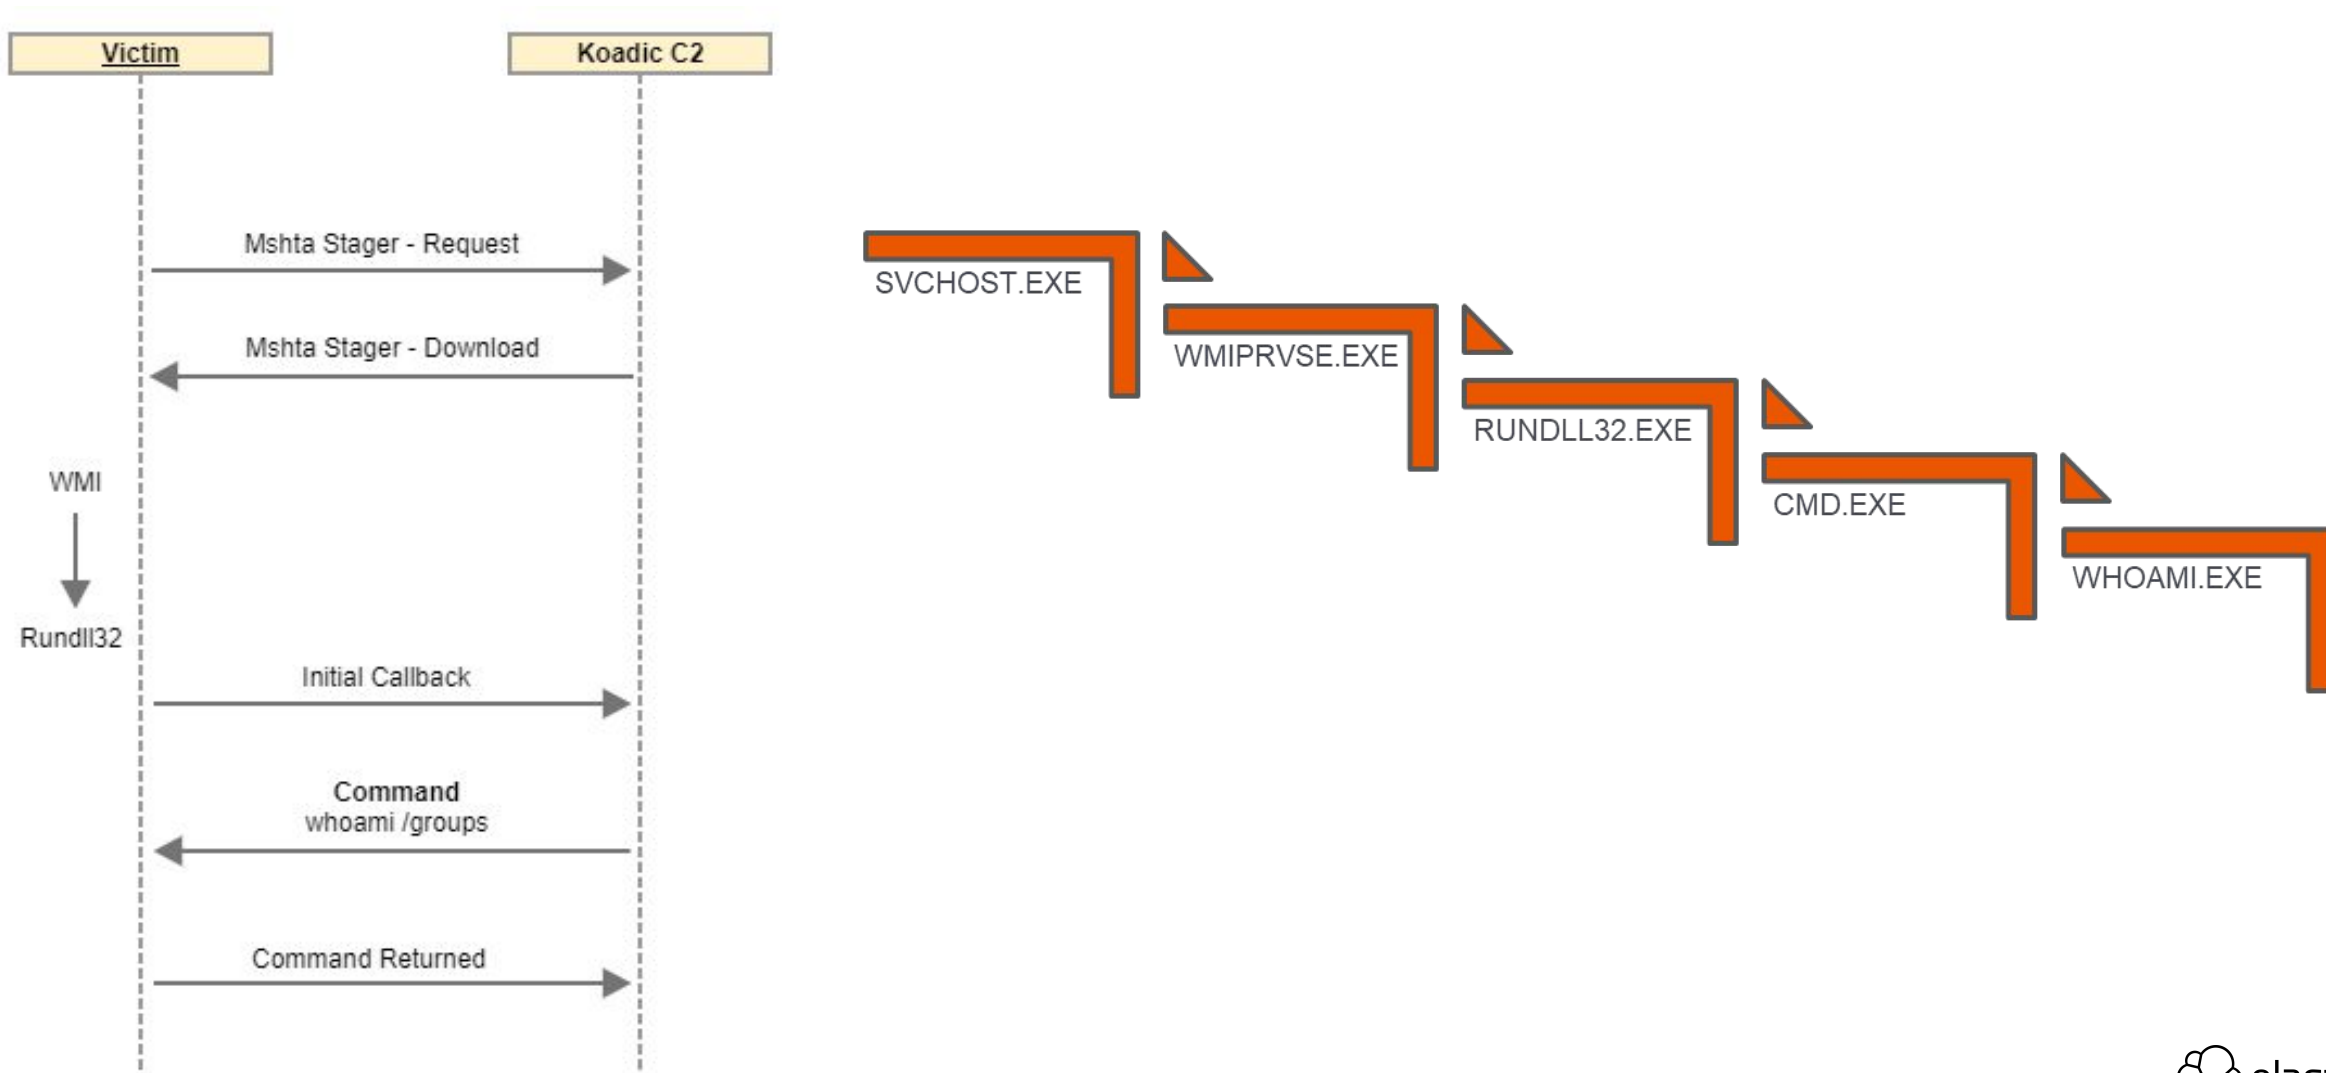 Victim
Koadic C2
Mshta Stager - Request
Mshta Stager - Download
WMI
Rundll32
Initial Callback
Command
whoami /groups
Command Returned
SVCHOST.EXE
WMIPRVSE.EXE
RUNDLL32.EXE
CMD.EXE
WHOAMI.EXE